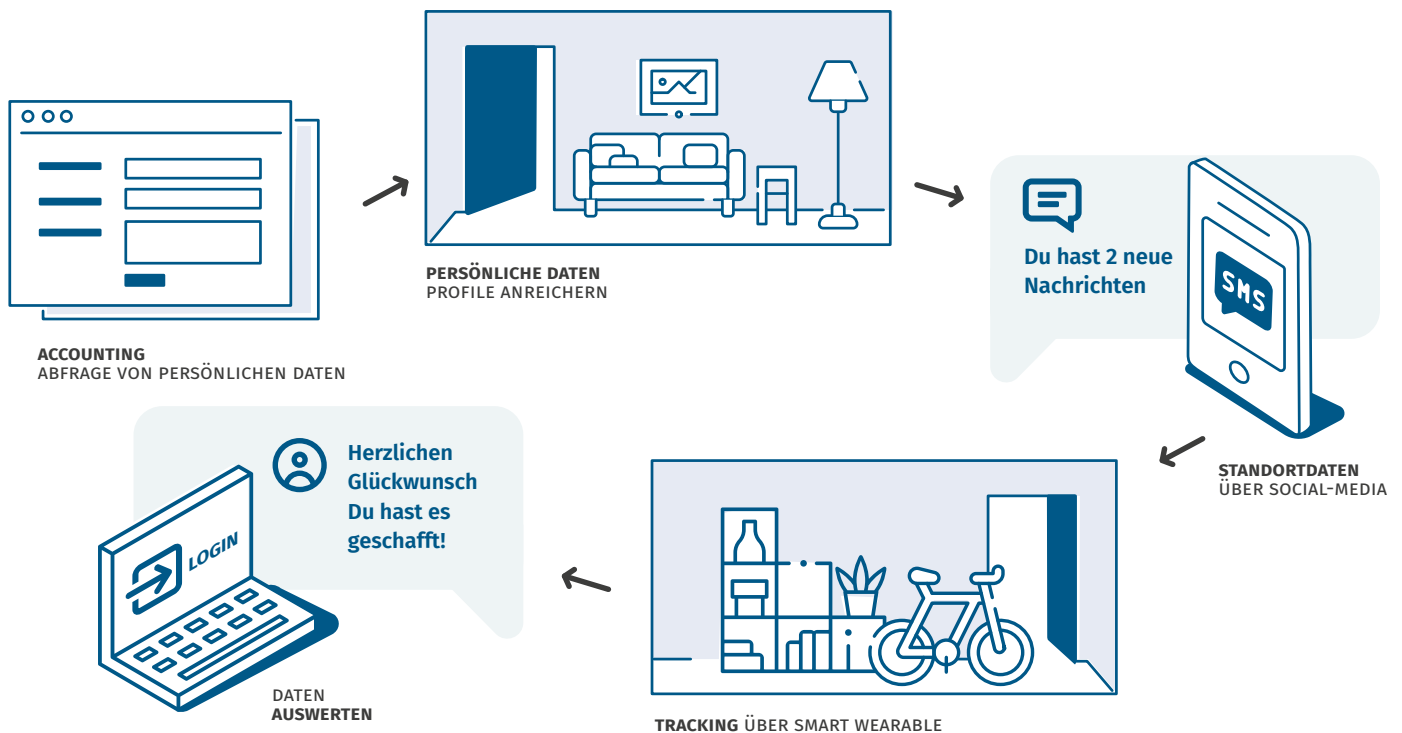 ACCOUNTING
ABFRAGE VON PERSÖNLICHEN DATEN
PERSÖNLICHE DATEN
PROFILE ANREICHERN
Du hast 2 neue
Nachrichten
SMS
STANDORTDATEN
ÜBER SOCIAL-MEDIA
TRACKING ÜBER SMART WEARABLE
Herzlichen
Glückwunsch
Du hast es
geschafft!
LOGIN
DATEN
AUSWERTEN